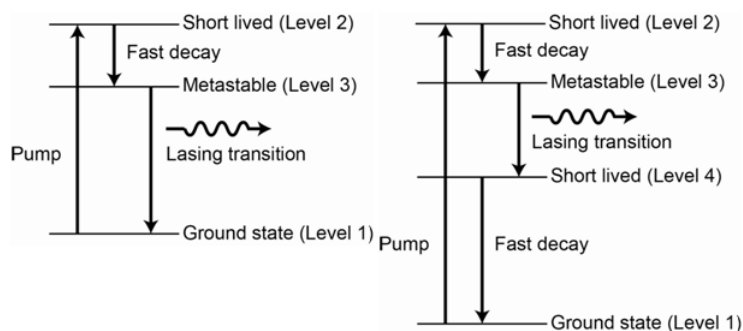 Short lived (Level 2)
Fast decay
Metastable (Level 3)
Pump
Lasing transition
Ground state (Level 1)
Short lived (Level 2)
Fast decay
Metastable (Level 3)
Lasing transition
Short lived (Level 4)
Pump
Fast decay
Ground state (Level 1)